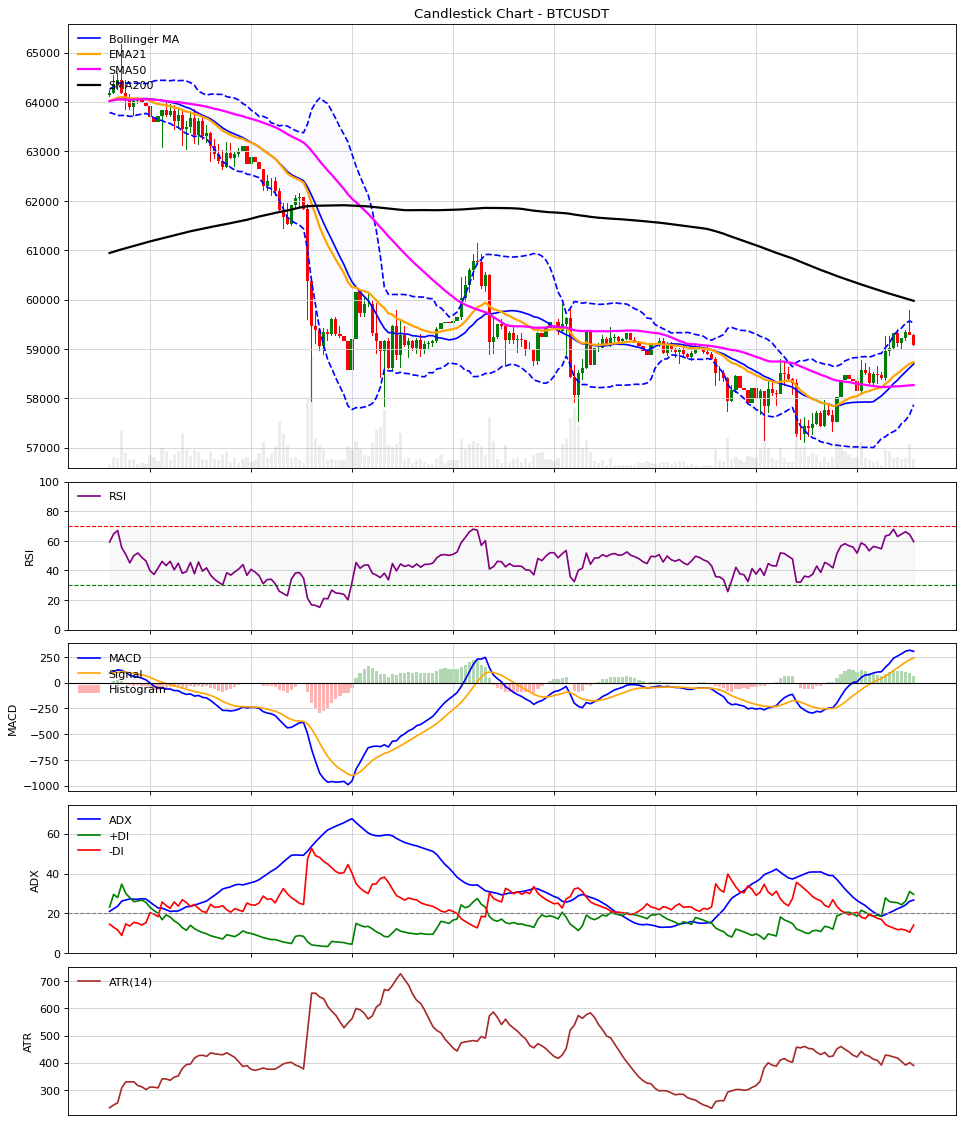 Candlestick Chart - BTCUSDT
Bollinger MA
EMA21
SMA50
SMA200
65000
64000
63000
62000
61000
60000
59000
58000
57000
RSI
RSI
100
80
60
40
20
0
MACD
Signal
Histogram
MACD
250
0
−250
−500
−750
−1000
ADX
+DI
-DI
ADX
60
40
20
0
ATR(14)
ATR
700
600
500
400
300